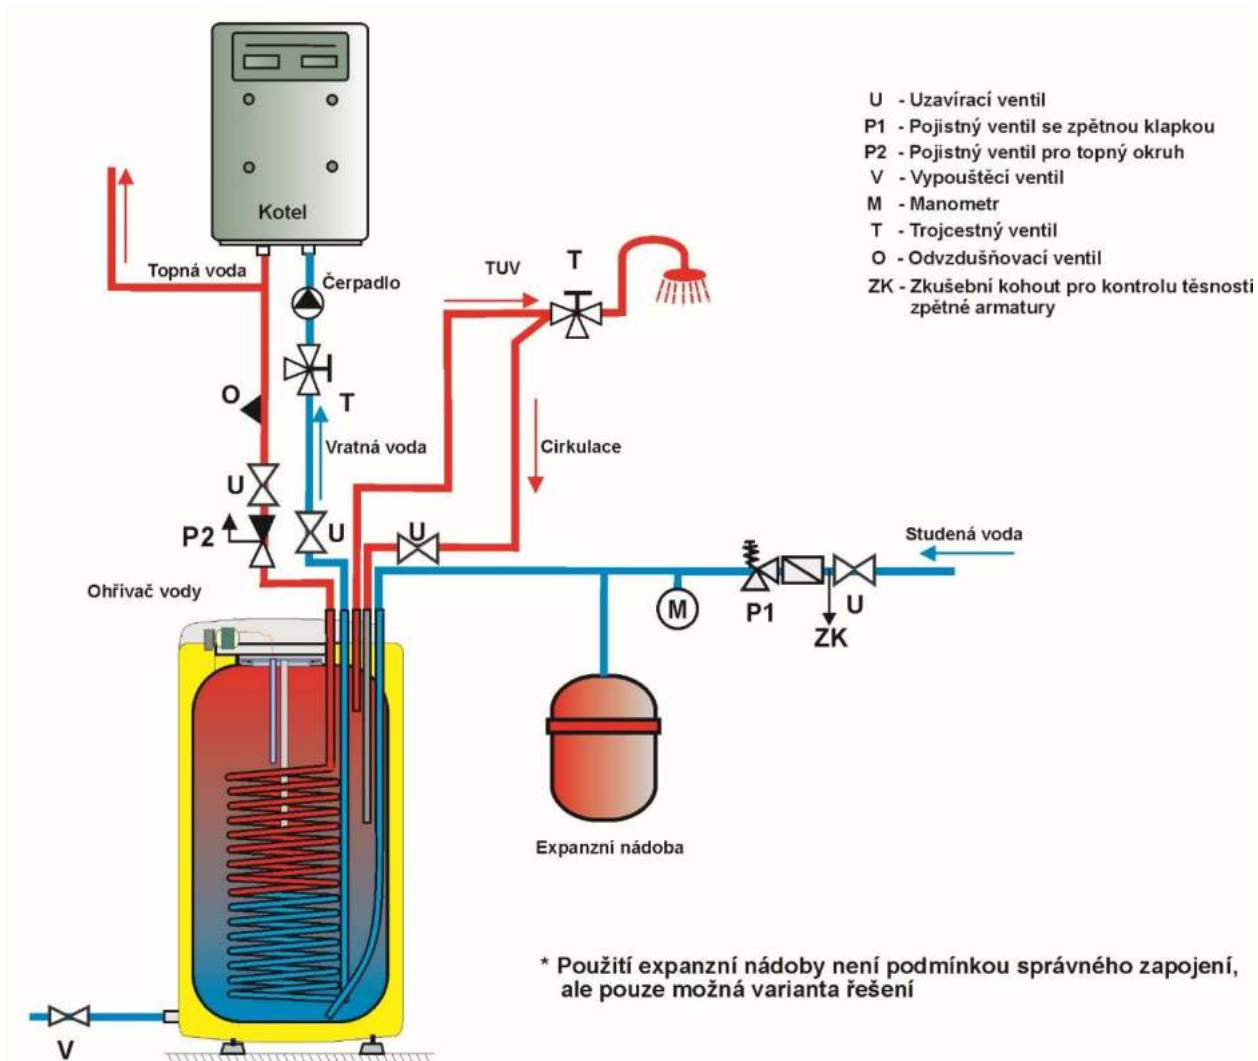 Kotel
Topná voda
Čerpadlo
TUV
T
U - Uzavírací ventil
P1 - Pojistný ventil se zpětnou klapkou
P2 - Pojistný ventil pro topný okruh
V - Vypouštěcí ventil
M - Manometr
T - Trojcestný ventil
O - Odvzdušňovací ventil
ZK - Zkušební kohout pro kontrolu těsnosti
zpětné armatury
O
T
Vratná voda
Cirkulace
U
P2
U
U
Studená voda
Ohřívač vody
M
P1
U
ZK
Expanzní nádoba
* Použití expanzní nádoby není podmínkou správného zapojení,
ale pouze možná varianta řešení
V